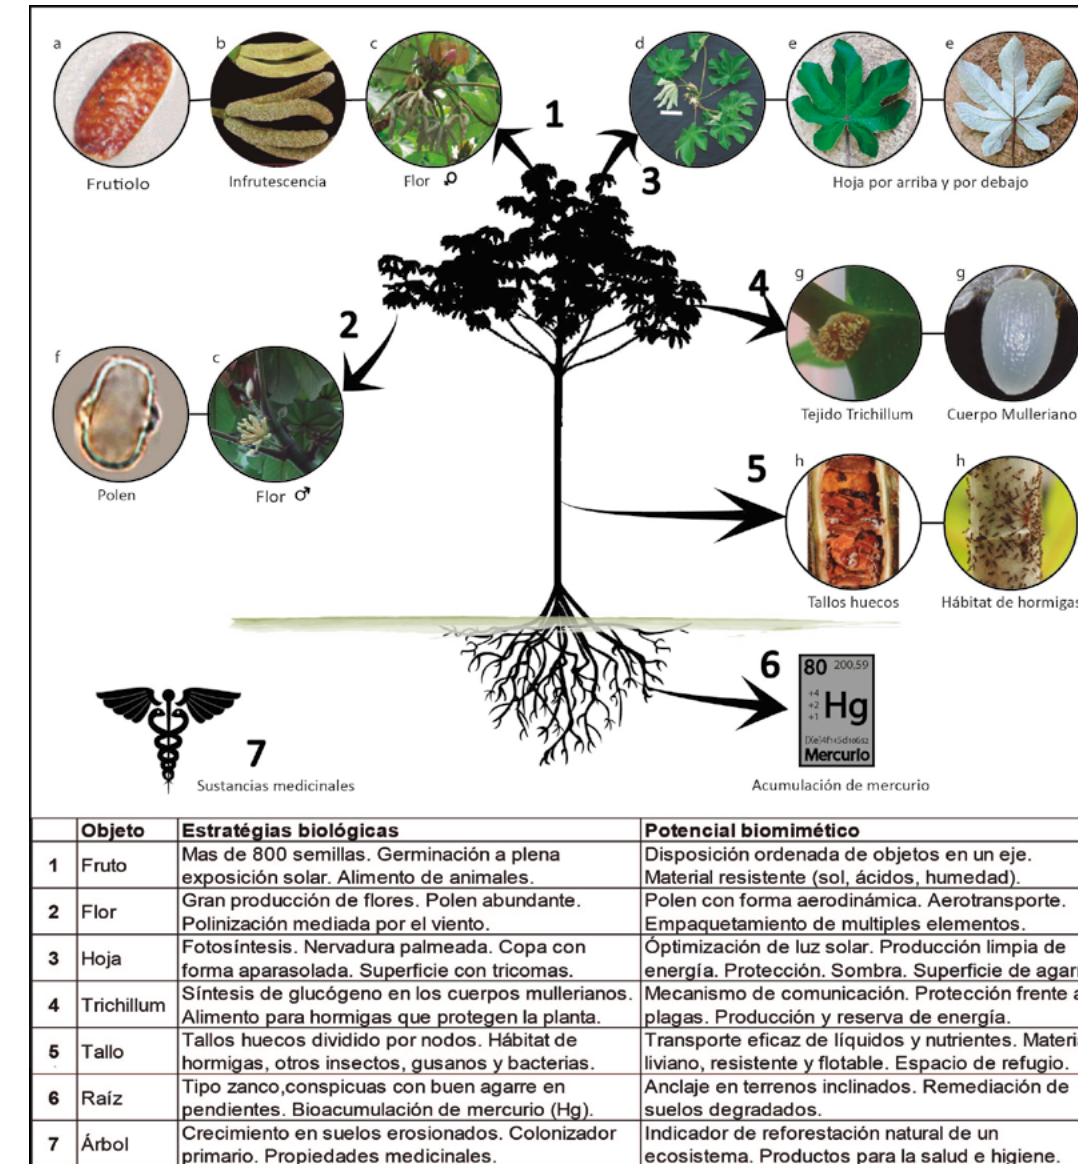 a
b
c
d
e
e
Frutiolo
Infrutescencia
Flor ♀
1
3
Hoja por arriba y por debajo
2
4
g
g
f
c
Tejido Trichillum
Cuerpo Mulleriano
Polen
Flor ♂
5
h
h
Tallos huecos
Hábitat de hormigas
6
80 200,59
+4
+2
+1
Hg
Mercurio
Acumulación de mercurio
7
Sustancias medicinales
Objeto Estratégias biológicas Potencial biomimético
1 Fruto
Mas de 800 semillas. Germinación a plena
exposición solar. Alimento de animales.
Disposición ordenada de objetos en un eje.
Material resistente (sol, ácidos, humedad).
2 Flor
Gran producción de flores. Polen abundante.
Polinización mediada por el viento.
Polen con forma aerodinámica. Aerotransporte.
Empaquetamiento de multiples elementos.
3 Hoja
Fotosíntesis. Nervadura palmeada. Copa con
forma aparasolada. Superficie con tricomas.
Óptimización de luz solar. Producción limpia de
energía. Protección. Sombra. Superficie de
4 Trichillum
Síntesis de glucógeno en los cuerpos mullerianos.
Alimento para hormigas que protegen la planta.
Mecanismo de comunicación. Protección frente a
plagas. Producción y reserva de energía.
5 Tallo
Tallos huecos dividido por nodos. Hábitat de
hormigas, otros insectos, gusanos y bacterias.
Transporte eficaz de líquidos y nutrientes.
liviano, resistente y flotable. Espacio de refugio.
6 Raíz
Tipo zanco,conspicuas con buen agarre en
pendientes. Bioacumulación de mercurio (Hg).
Anclaje en terrenos inclinados. Remediación de
suelos degradados.
7 Árbol
Crecimiento en suelos erosionados. Colonizador
primario. Propiedades medicinales.
Indicador de reforestación natural de un
ecosistema. Productos para la salud e higiene.